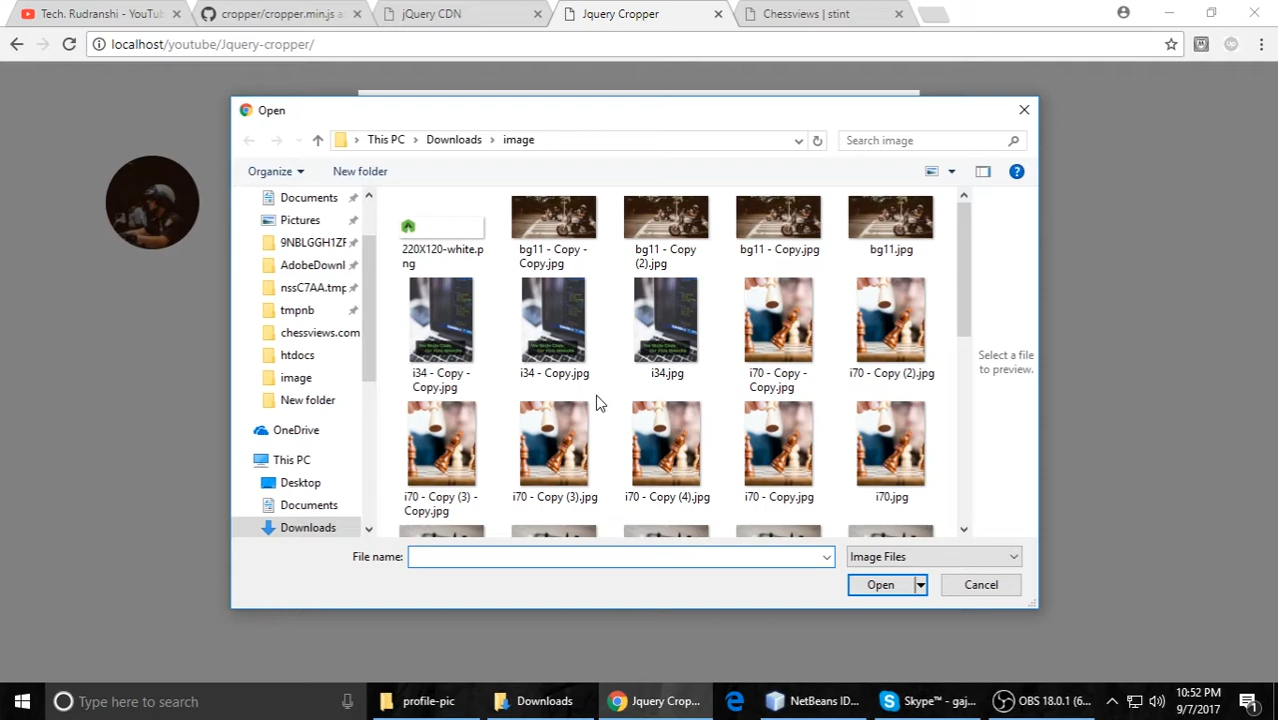 Tech. Rudranshi - YouTu
cropper/cropper.min.js a
jQuery CDN
Jquery Cropper
Chessviews | stint
localhost/youtube/Jquery-cropper/
Open
This PC > Downloads > image
Search image
Organize
New folder
Documents
Pictures
9NBLGGH1ZF
AdobeDownl
nssC7AA.tmp
tmpnb
chessviews.com
htdocs
image
New folder
OneDrive
This PC
Desktop
Documents
Downloads
220X120-white.p
ng
bg11 - Copy -
Copy.jpg
bg11 - Copy
(2).jpg
bg11 - Copy.jpg
bg11.jpg
i34 - Copy -
Copy.jpg
i34 - Copy.jpg
i34.jpg
i70 - Copy -
Copy.jpg
i70 - Copy (2).jpg
i70 - Copy (3) -
Copy.jpg
i70 - Copy (3).jpg
i70 - Copy (4).jpg
i70 - Copy.jpg
i70.jpg
Select a file
to preview.
File name:
Image Files
Open
Cancel
Type here to search
profile-pic
Downloads
Jquery Crop...
NetBeans ID...
Skype™ - gaj...
OBS 18.0.1 (6...
10:52 PM
9/7/2017
1